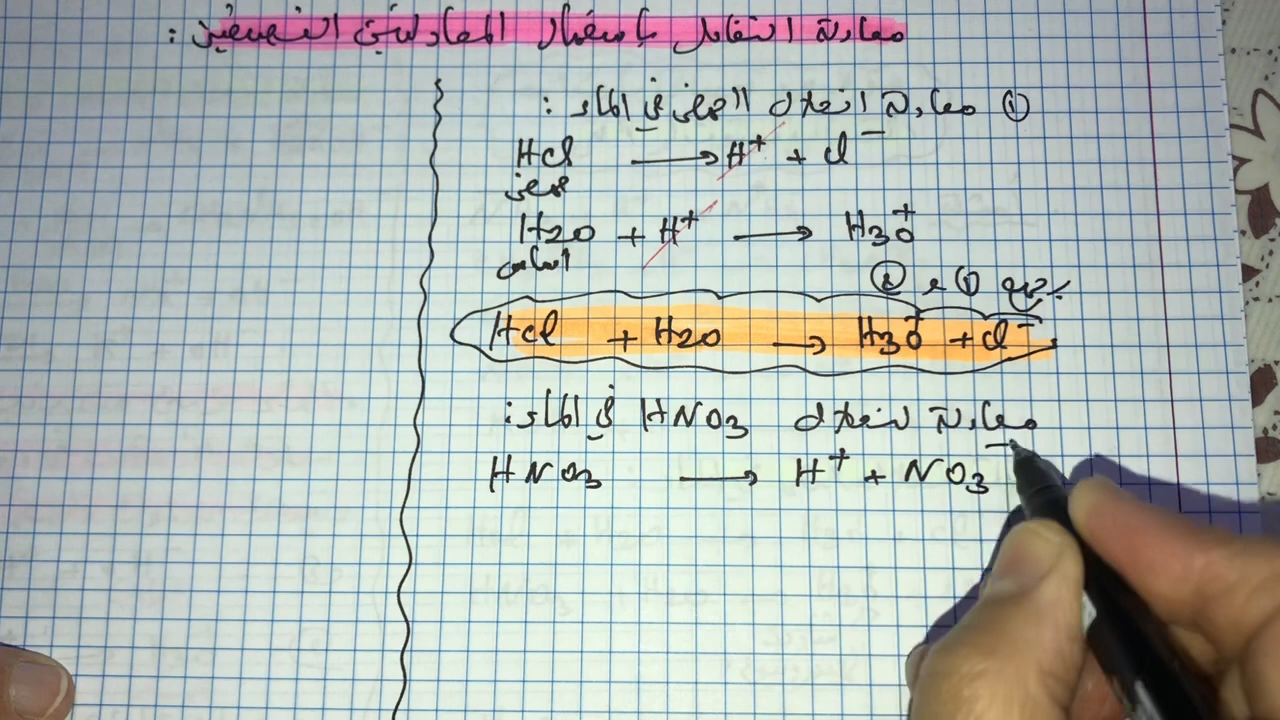 معادلة التفاعل باستعمال المعادلتين النصفيتين :
① معادلة انحلال الحمض في الماء :
HCl → H⁺ + Cl⁻
حمض
H₂O + H⁺ → H₃O⁺
اساس
بجمع ① و ②
HCl + H₂O → H₃O⁺ + Cl⁻
معادلة انحلال HNO₃ في الماء :
HNO₃ → H⁺ + NO₃⁻